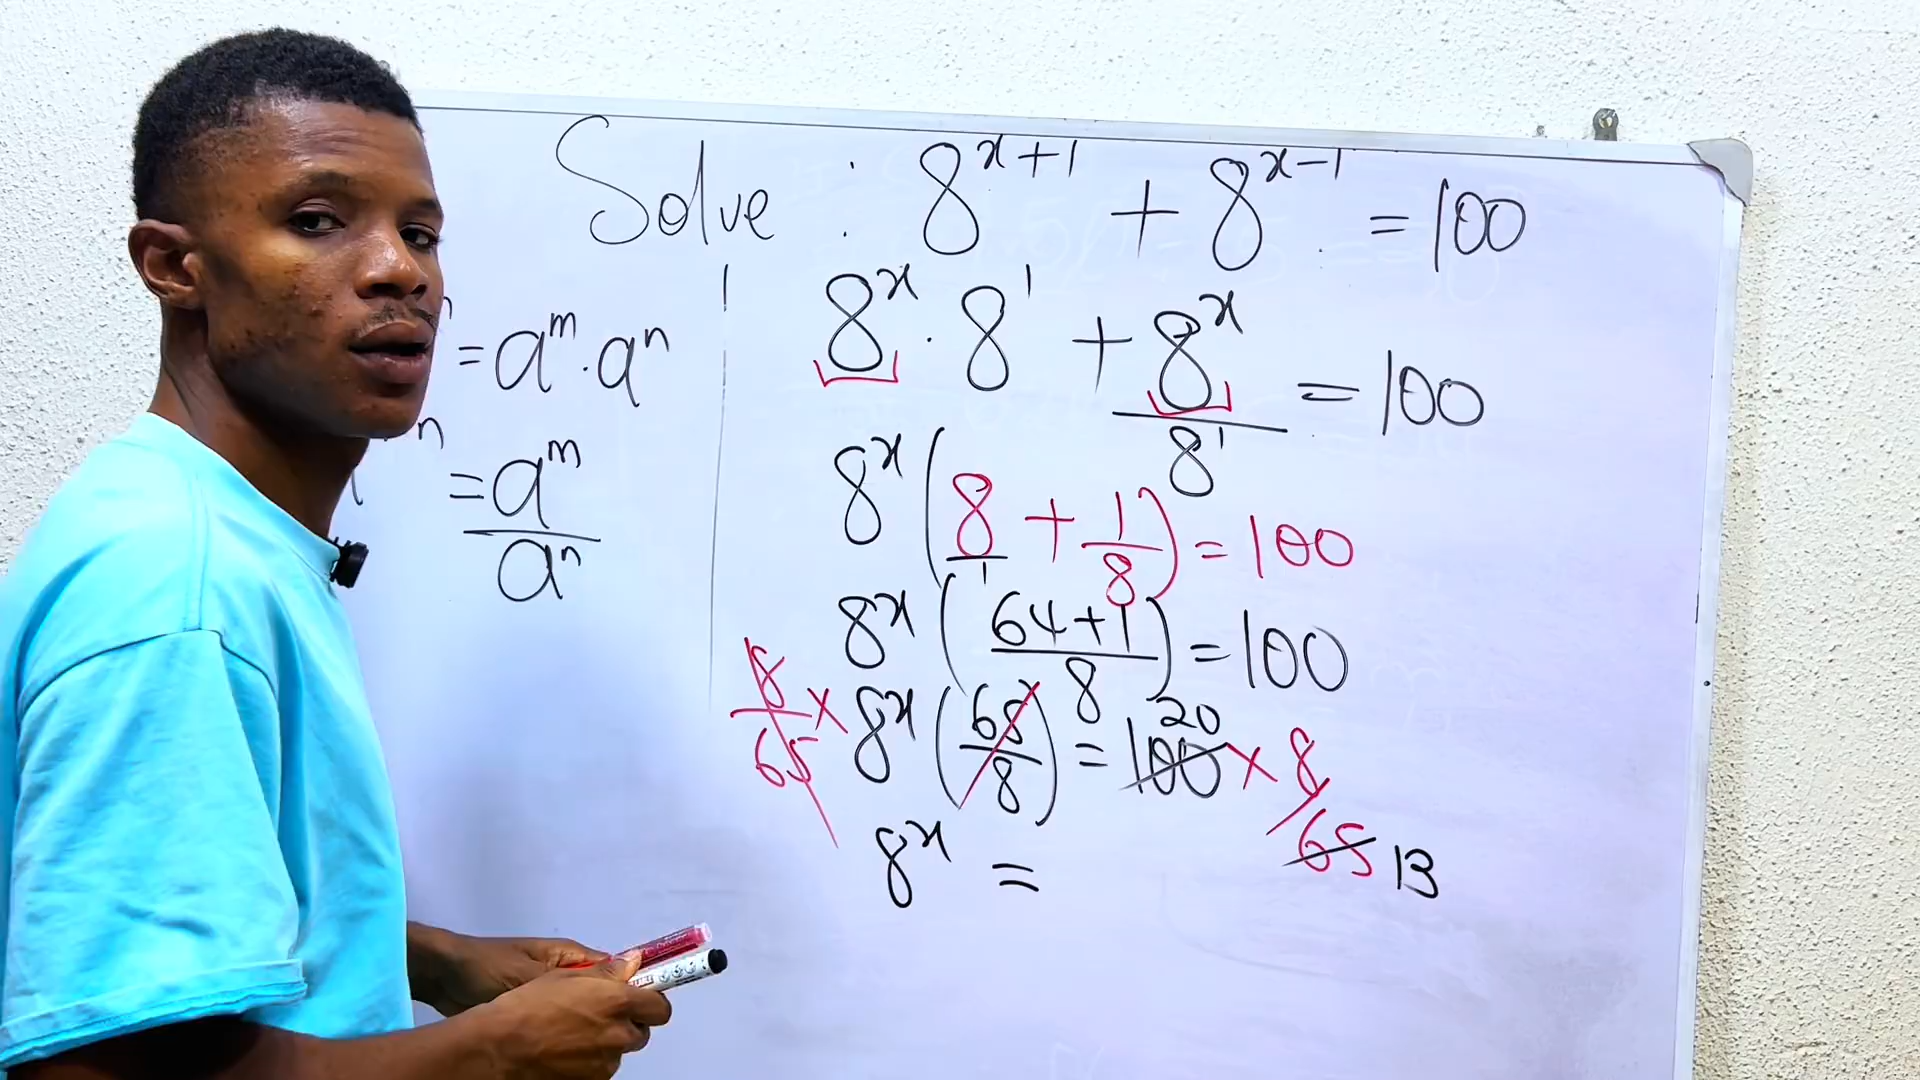 Solve : 8^{x+1} + 8^{x-1} = 100
n
= a^m . a^n
n
= a^m / a^n
8^x . 8^1 + 8^x / 8^1 = 100
8^x ( 8/1 + 1/8 ) = 100
8^x ( 64+1 / 8 ) = 100
8/65 × 8^x ( 65/8 ) = 100 20 × 8/65 13
8^x =